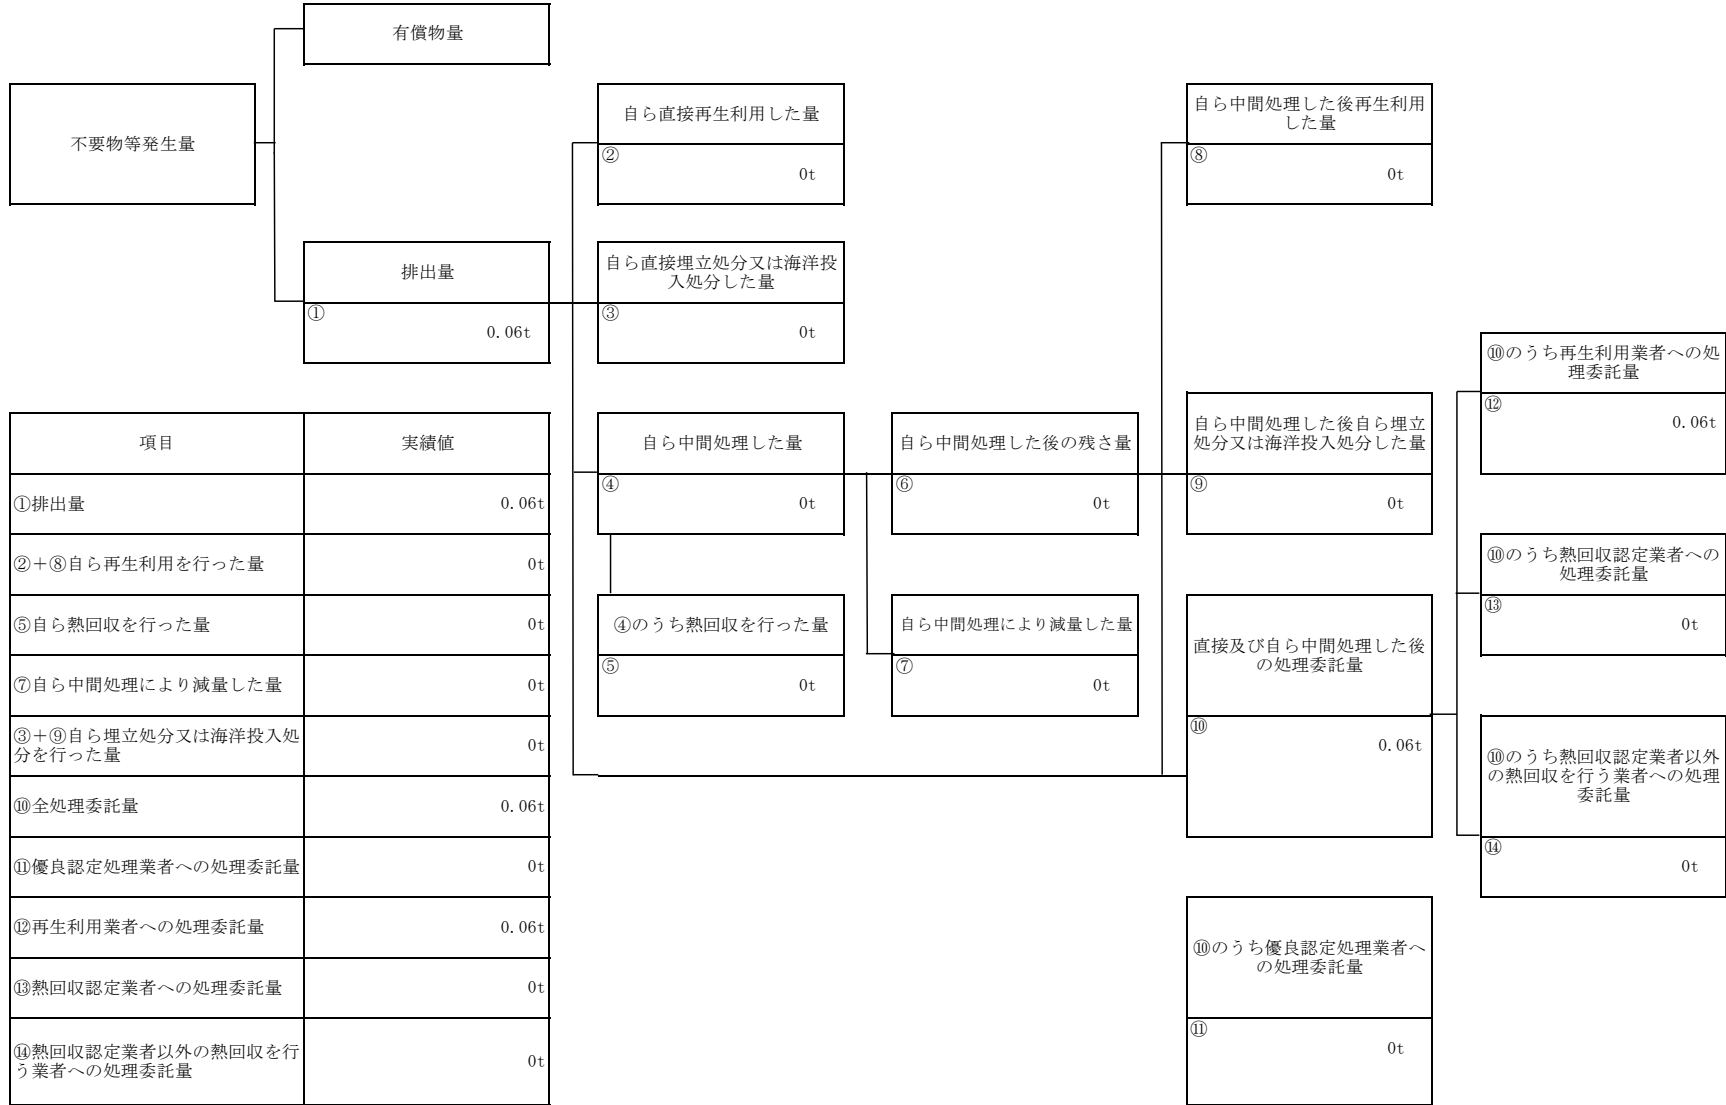 有償物量
不要物等発生量
自ら直接再生利用した量
②
0t
自ら中間処理した後再生利用
した量
⑧
0t
排出量
①
0.06t
自ら直接埋立処分又は海洋投
入処分した量
③
0t
⑩のうち再生利用業者への処
理委託量
⑫
0.06t
項目
実績値
①排出量
0.06t
②+⑧自ら再生利用を行った量
0t
⑤自ら熱回収を行った量
0t
⑦自ら中間処理により減量した量
0t
③+⑨自ら埋立処分又は海洋投入処
分を行った量
0t
⑩全処理委託量
0.06t
⑪優良認定処理業者への処理委託量
0t
⑫再生利用業者への処理委託量
0.06t
⑬熱回収認定業者への処理委託量
0t
⑭熱回収認定業者以外の熱回収を行
う業者への処理委託量
0t
自ら中間処理した量
④
0t
自ら中間処理した後の残さ量
⑥
0t
自ら中間処理した後自ら埋立
処分又は海洋投入処分した量
⑨
0t
④のうち熱回収を行った量
⑤
0t
自ら中間処理により減量した量
⑦
0t
直接及び自ら中間処理した後
の処理委託量
⑩
0.06t
⑩のうち熱回収認定業者への
処理委託量
⑬
0t
⑩のうち熱回収認定業者以外
の熱回収を行う業者への処理
委託量
⑭
0t
⑩のうち優良認定処理業者へ
の処理委託量
⑪
0t